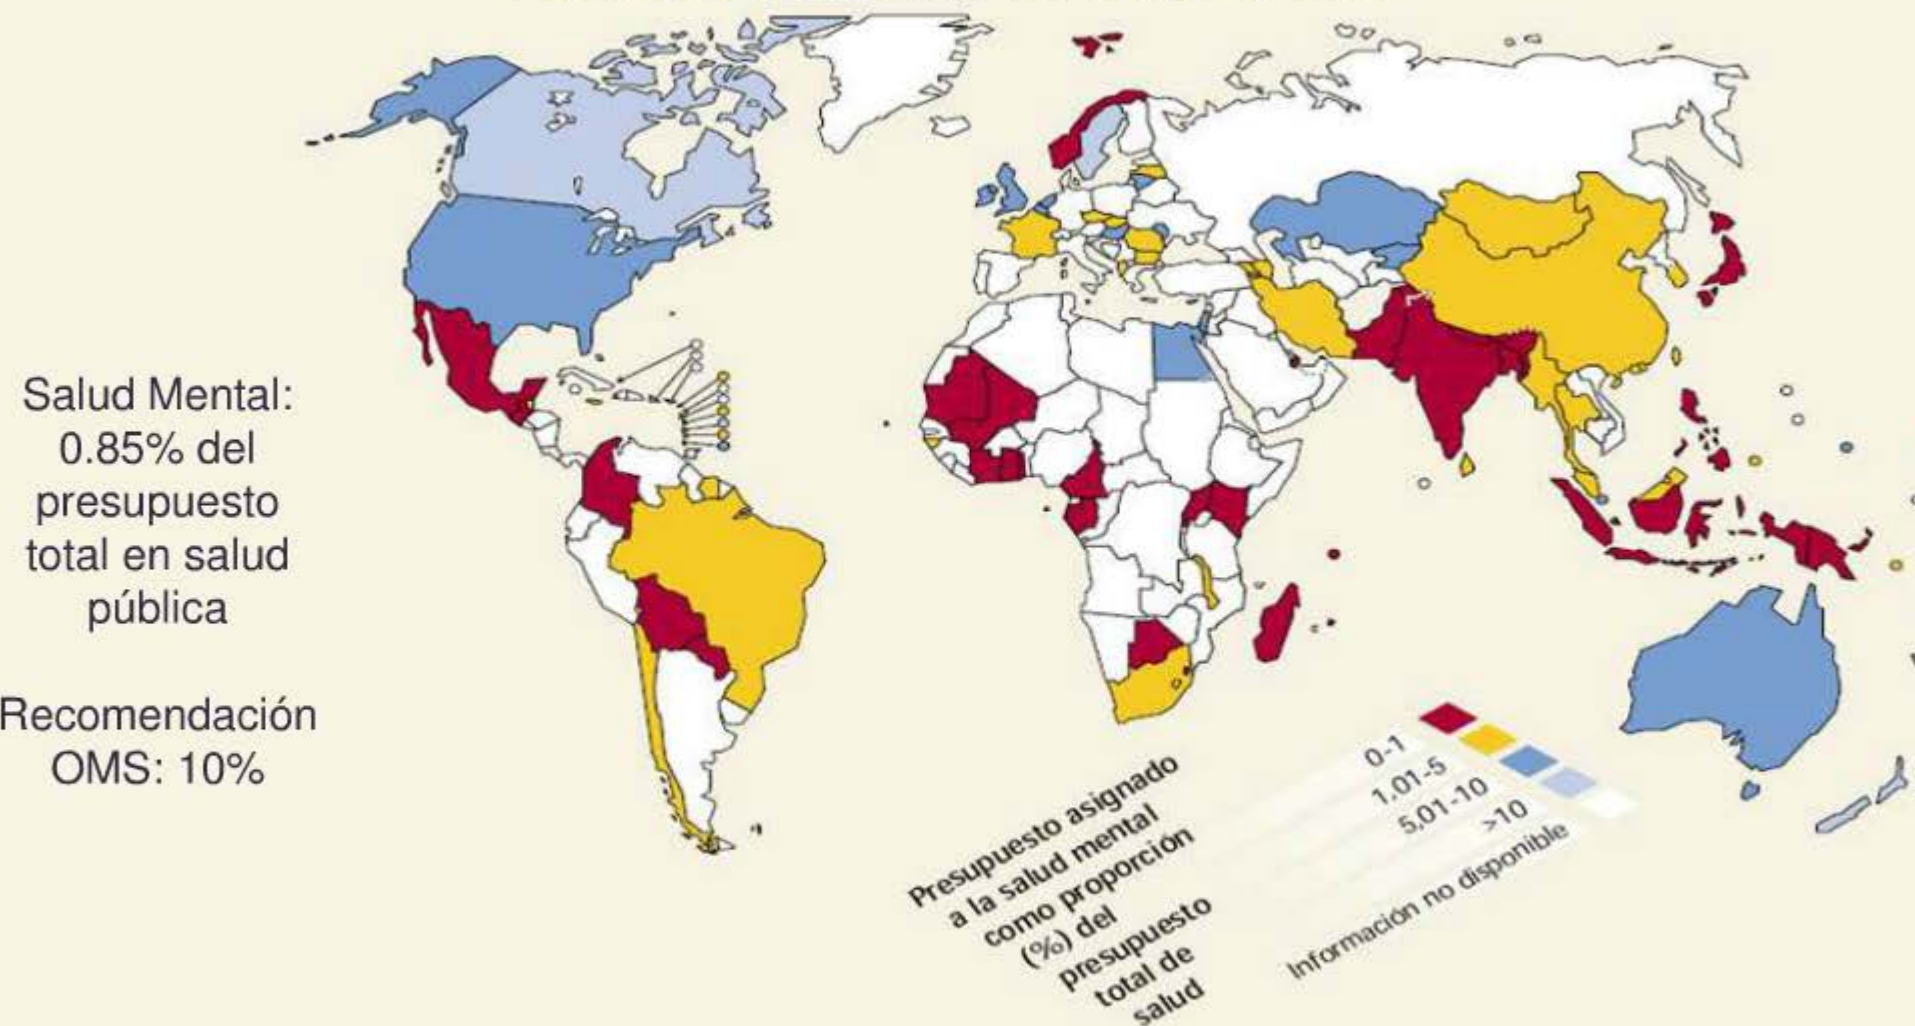 Salud Mental:
0.85% del
presupuesto
total en salud
pública
Recomendación
OMS: 10%
Presupuesto asignado
a la salud mental
como proporción
(%) del
presupuesto
total de
salud
0-1
1,01-5
5,01-10
>10
Información no disponible